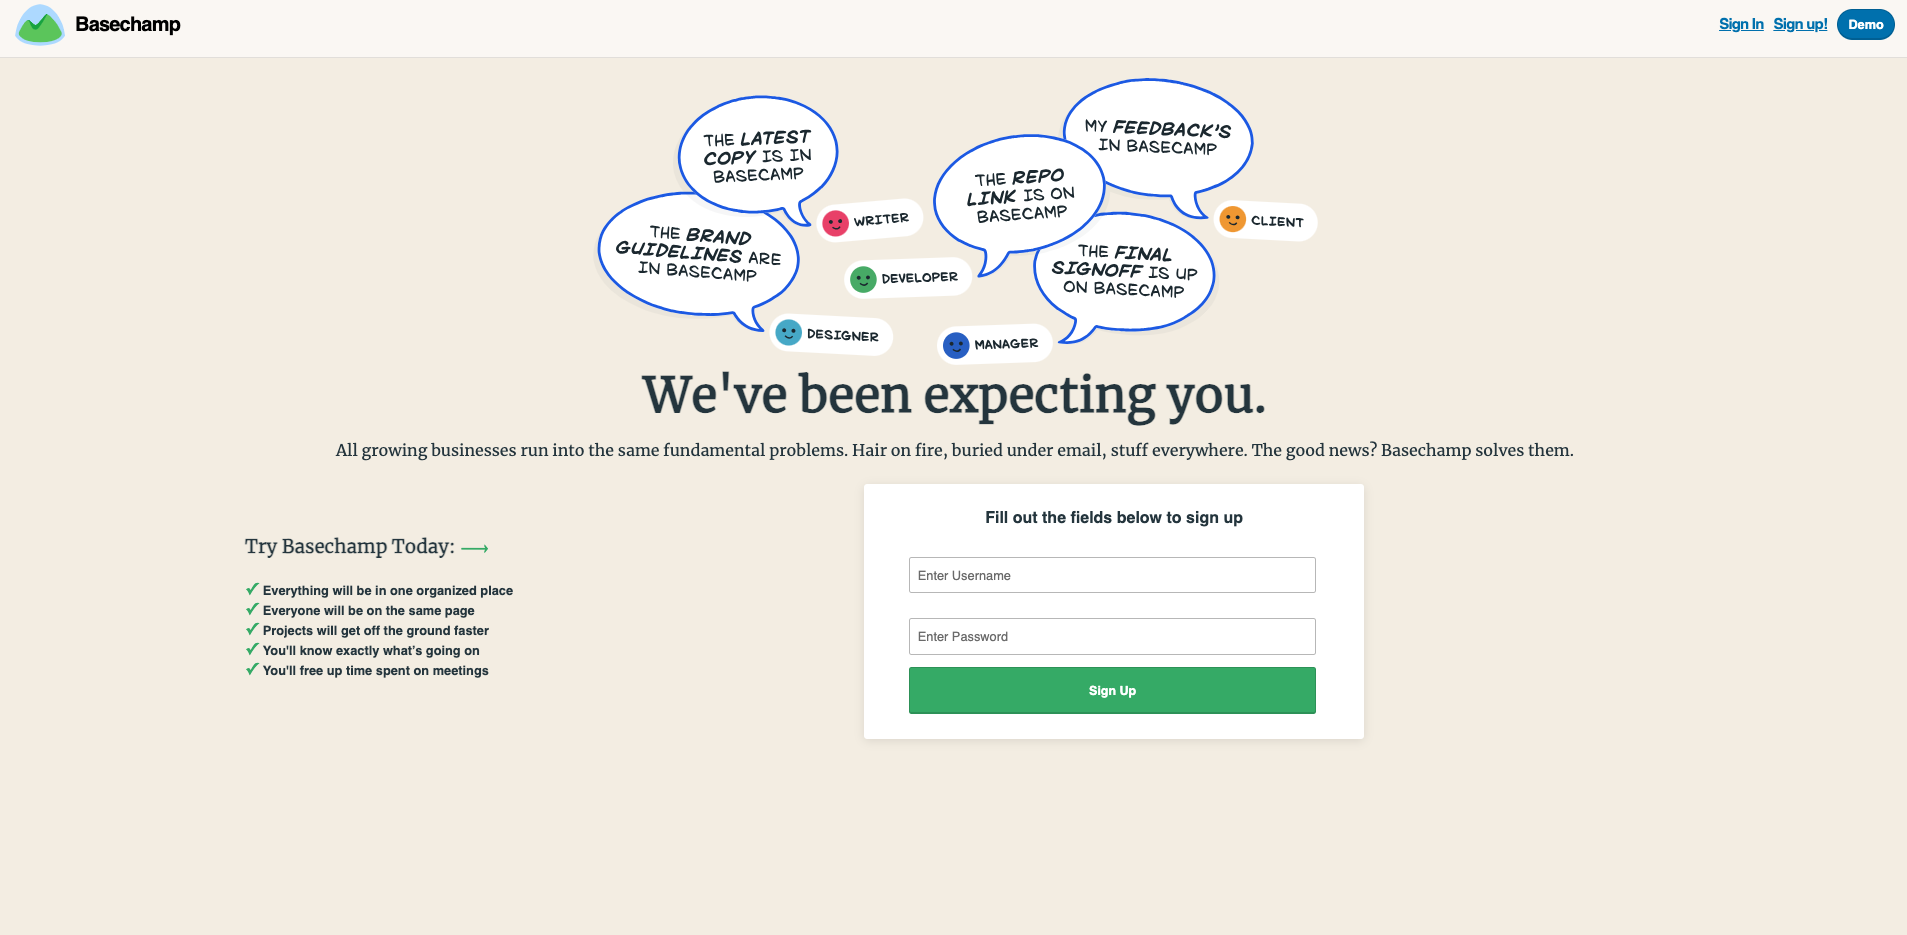 Basechamp
Sign In Sign up! Demo
THE LATEST
COPY IS IN
BASECAMP
WRITER
THE BRAND
GUIDELINES ARE
IN BASECAMP
DESIGNER
THE REPO
LINK IS ON
BASECAMP
DEVELOPER
MY FEEDBACK'S
IN BASECAMP
CLIENT
THE FINAL
SIGNOFF IS UP
ON BASECAMP
MANAGER
We've been expecting you.
All growing businesses run into the same fundamental problems. Hair on fire, buried under email, stuff everywhere. The good news? Basechamp solves them.
Try Basechamp Today: ⟶
✓ Everything will be in one organized place
✓ Everyone will be on the same page
✓ Projects will get off the ground faster
✓ You'll know exactly what's going on
✓ You'll free up time spent on meetings
Fill out the fields below to sign up
Enter Username
Enter Password
Sign Up